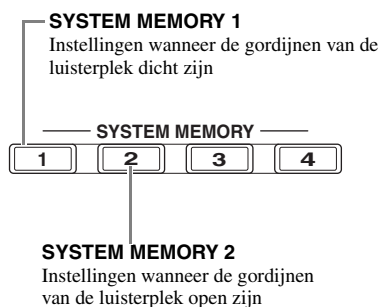 SYSTEM MEMORY 1
Instellingen wanneer de gordijnen van de
luisterplek dicht zijn
SYSTEM MEMORY
1 2 3 4
SYSTEM MEMORY 2
Instellingen wanneer de gordijnen
van de luisterplek open zijn